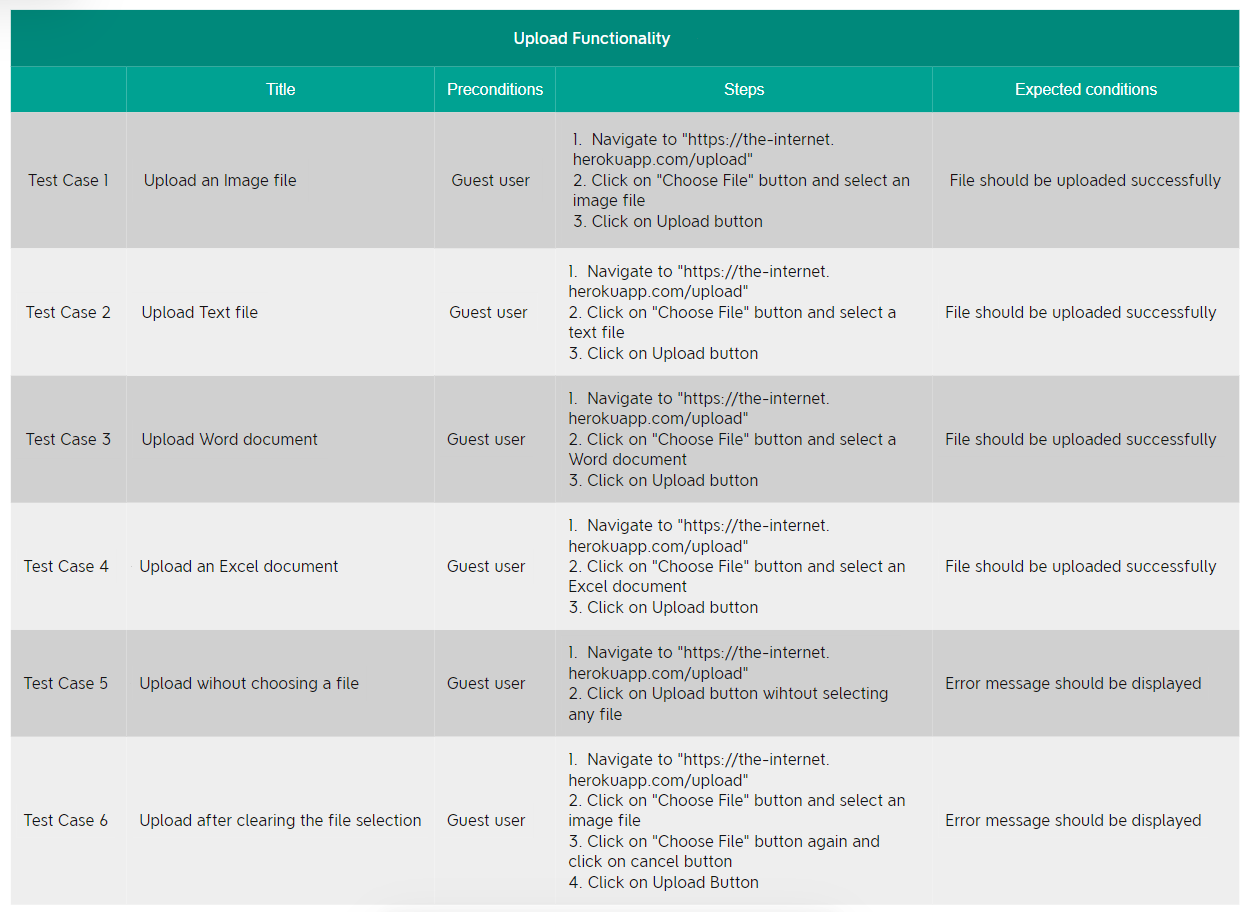 Upload Functionality
Title
Preconditions
Steps
Expected conditions
Test Case 1
Upload an Image file
Guest user
1.  Navigate to "https://the-internet.
herokuapp.com/upload"
2. Click on "Choose File" button and select an
image file
3. Click on Upload button
File should be uploaded successfully
Test Case 2
Upload Text file
Guest user
1.  Navigate to "https://the-internet.
herokuapp.com/upload"
2. Click on "Choose File" button and select a
text file
3. Click on Upload button
File should be uploaded successfully
Test Case 3
Upload Word document
Guest user
1.  Navigate to "https://the-internet.
herokuapp.com/upload"
2. Click on "Choose File" button and select a
Word document
3. Click on Upload button
File should be uploaded successfully
Test Case 4
Upload an Excel document
Guest user
1.  Navigate to "https://the-internet.
herokuapp.com/upload"
2. Click on "Choose File" button and select an
Excel document
3. Click on Upload button
File should be uploaded successfully
Test Case 5
Upload wihout choosing a file
Guest user
1.  Navigate to "https://the-internet.
herokuapp.com/upload"
2. Click on Upload button wihtout selecting
any file
Error message should be displayed
Test Case 6
Upload after clearing the file selection
Guest user
1.  Navigate to "https://the-internet.
herokuapp.com/upload"
2. Click on "Choose File" button and select an
image file
3. Click on "Choose File" button again and
click on cancel button
4. Click on Upload Button
Error message should be displayed